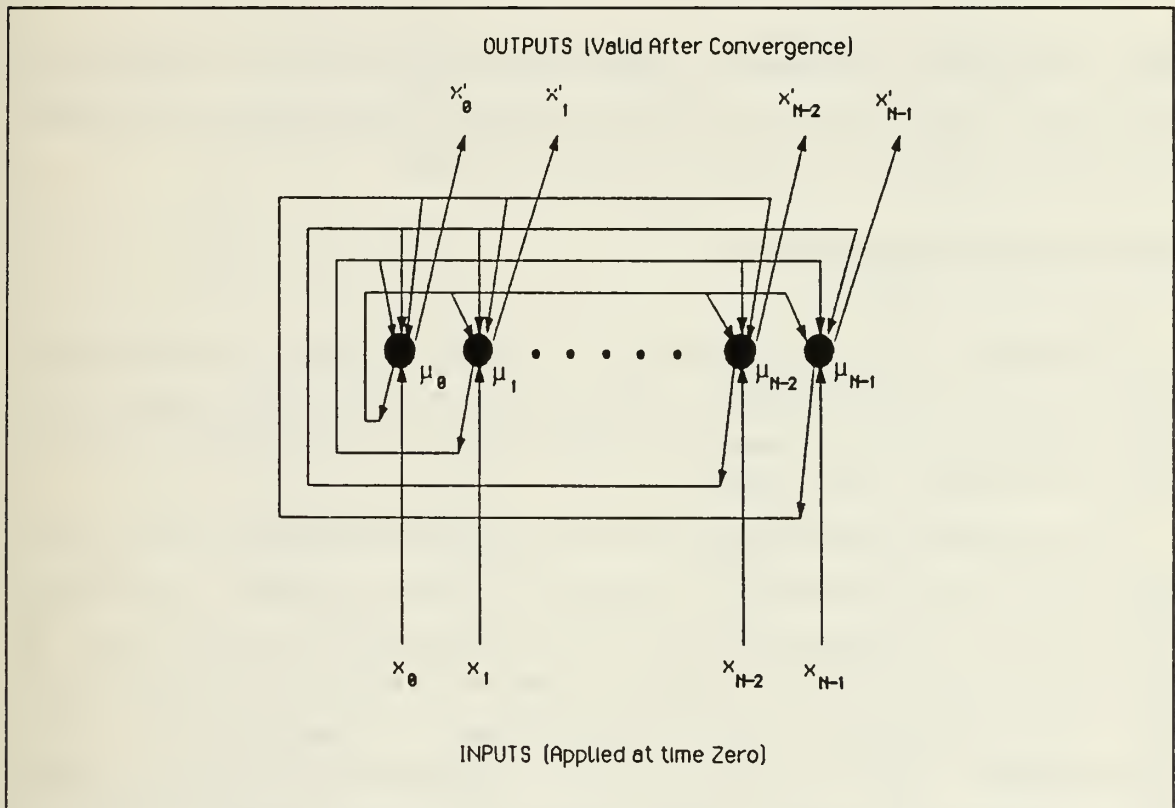 OUTPUTS (Valid After Convergence)
x'₀ x'₁ x'N-2 x'N-1
μ₀ μ₁ μN-2 μN-1
x₀ x₁ xN-2 xN-1
INPUTS (Applied at time Zero)